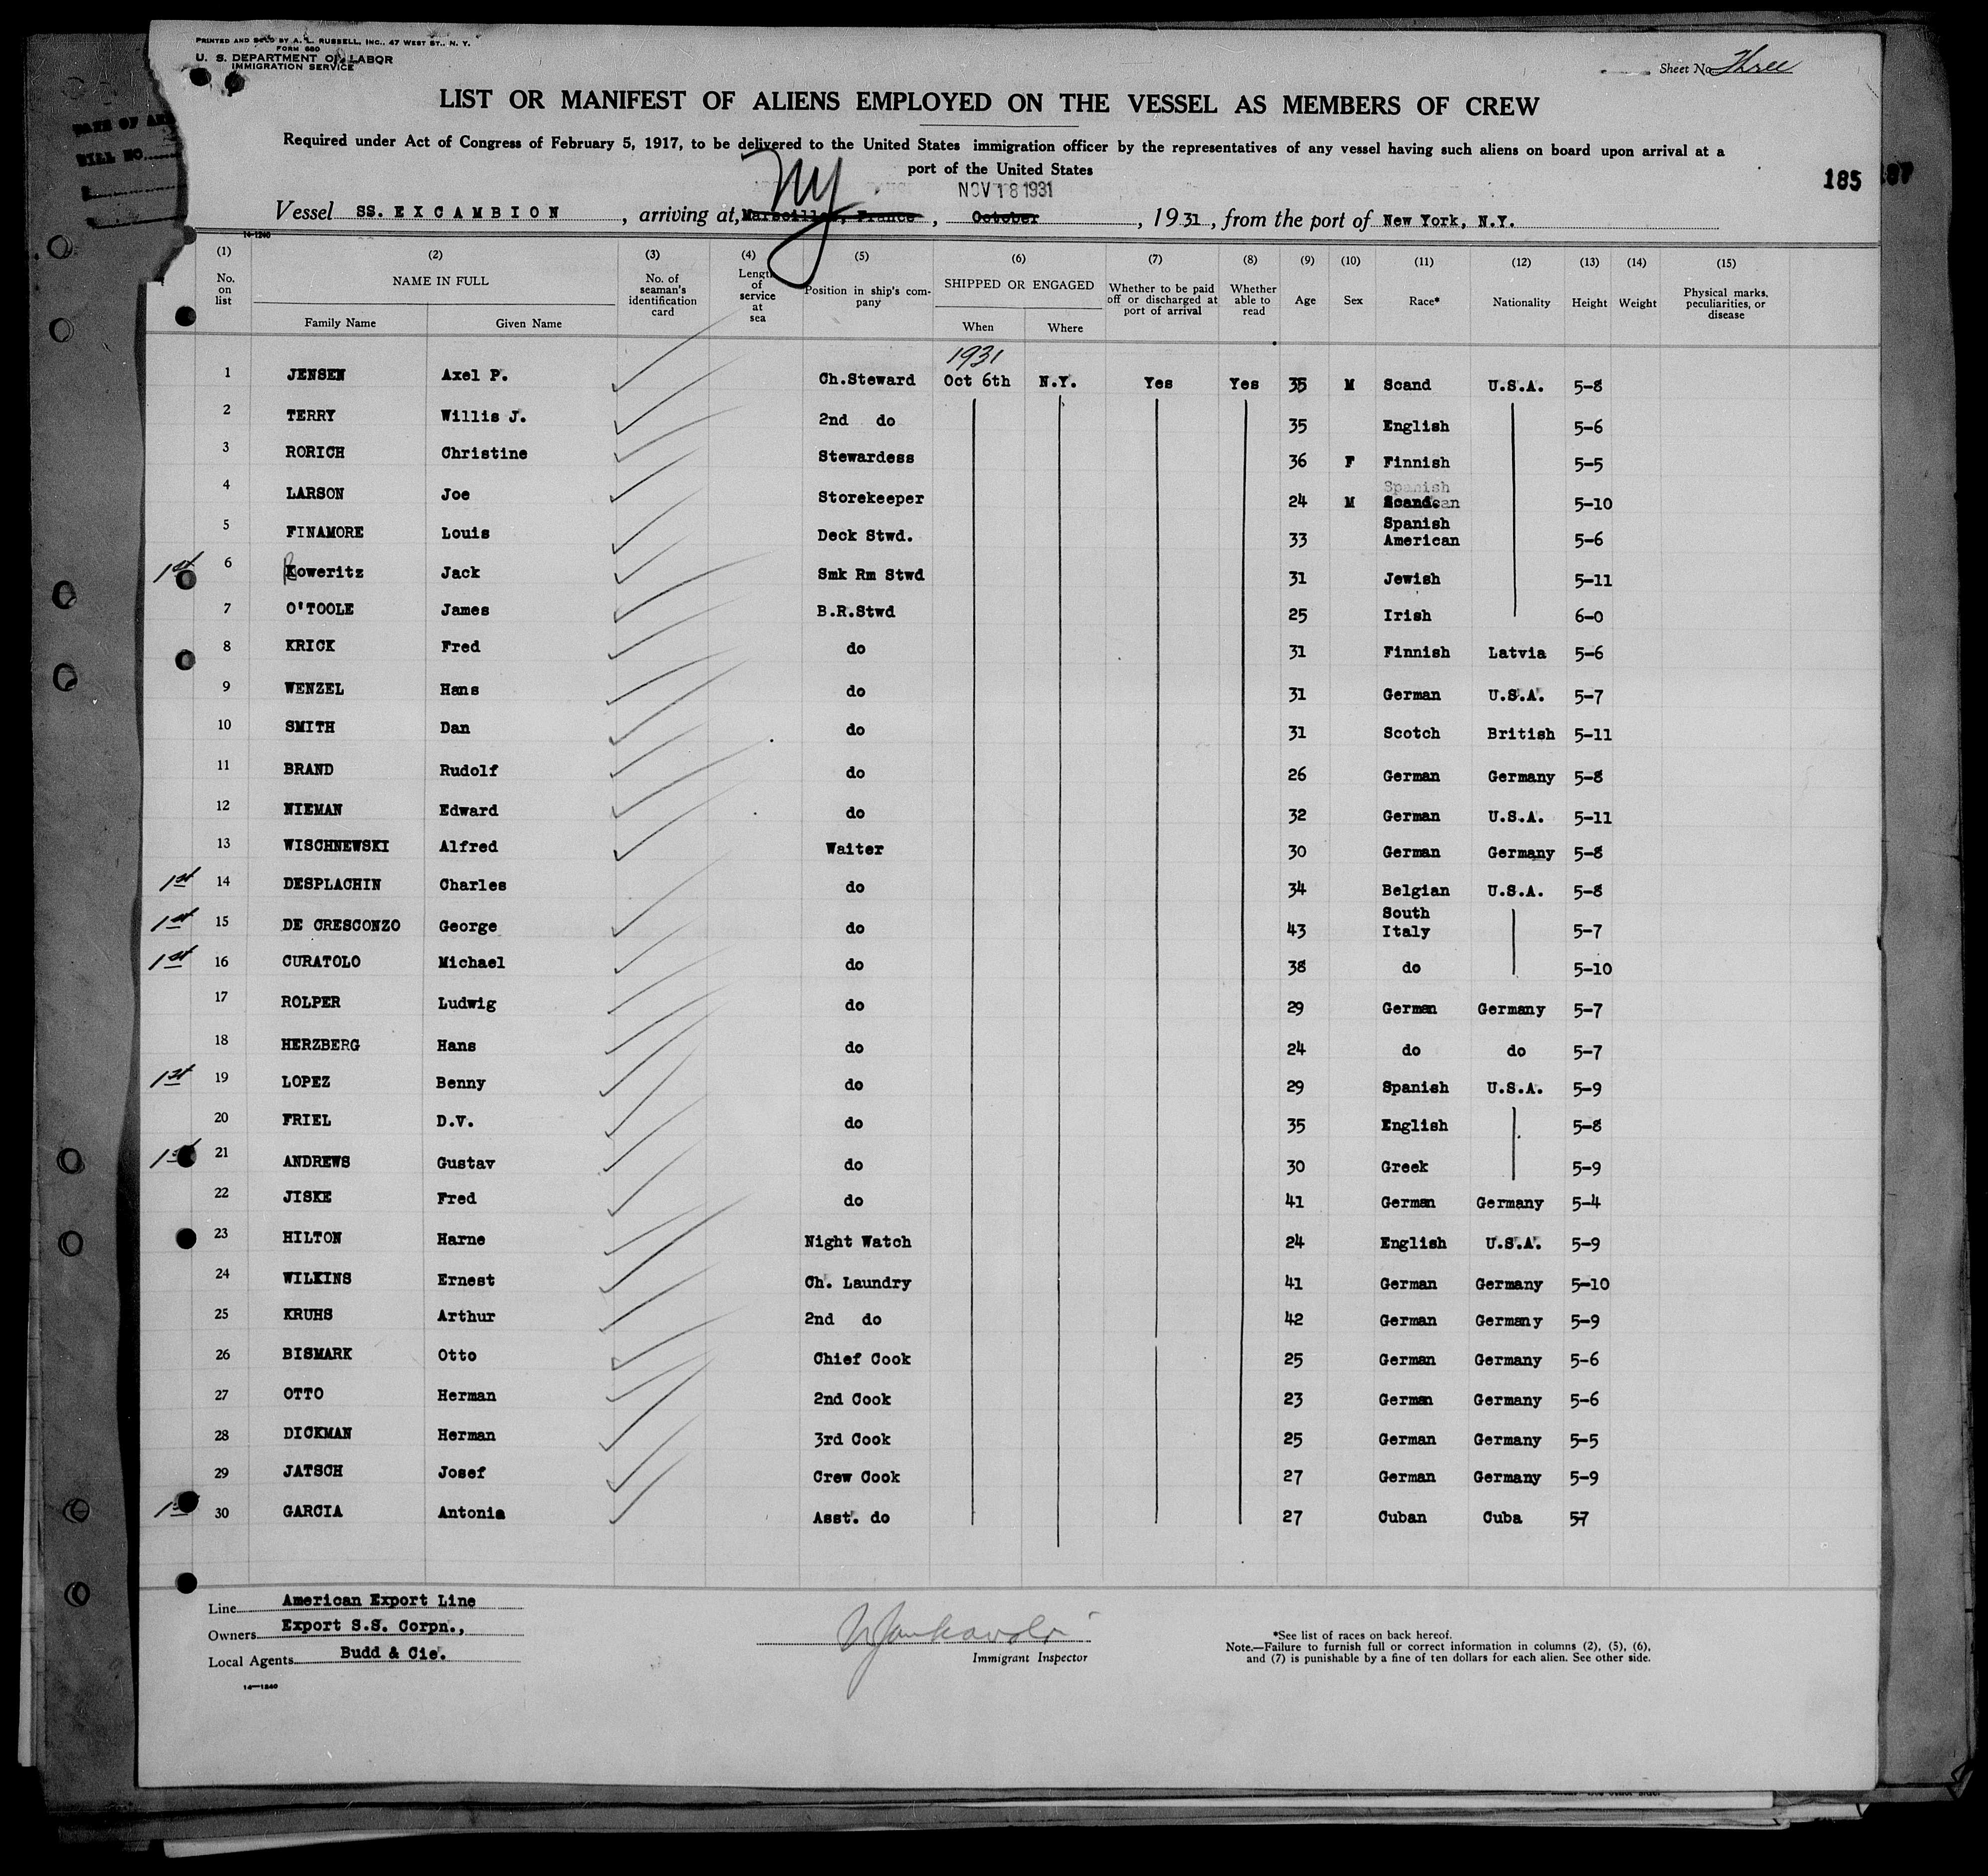 PRINTED AND SOLD BY A. L. RUSSELL, INC., 47 WEST ST., N. Y.
FORM 680
U. S. DEPARTMENT OF LABOR
IMMIGRATION SERVICE
Sheet No. Three
LIST OR MANIFEST OF ALIENS EMPLOYED ON THE VESSEL AS MEMBERS OF CREW
Required under Act of Congress of February 5, 1917, to be delivered to the United States immigration officer by the representatives of any vessel having such aliens on board upon arrival at a
port of the United States
185
NY NOV 18 1931
Vessel SS. EXCAMBION, arriving at, Marseilles, France, October, 1931, from the port of New York, N.Y.
14-1240
(1) (2) (3) (4) (5) (6) (7) (8) (9) (10) (11) (12) (13) (14) (15)
No. on list NAME IN FULL Family Name Given Name No. of seaman's identification card Length of service at sea Position in ship's company SHIPPED OR ENGAGED When Where Whether to be paid off or discharged at port of arrival Whether able to read Age Sex Race* Nationality Height Weight Physical marks, peculiarities, or disease
1931
1 JENSEN Axel P. Ch.Steward Oct 6th N.Y. Yes Yes 35 M Scand U.S.A. 5-8
2 TERRY Willis J. 2nd do 35 English 5-6
3 RORICH Christine Stewardess 36 F Finnish 5-5
4 LARSON Joe Storekeeper 24 M Scand. 5-10
5 FINAMORE Louis Deck Stwd. 33 Spanish American 5-6
1st 6 Roweritz Jack Smk Rm Stwd 31 Jewish 5-11
7 O'TOOLE James B.R.Stwd 25 Irish 6-0
8 KRICK Fred do 31 Finnish Latvia 5-6
9 WENZEL Hans do 31 German U.S.A. 5-7
10 SMITH Dan do 31 Scotch British 5-11
11 BRAND Rudolf do 26 German Germany 5-8
12 NIEMAN Edward do 32 German U.S.A. 5-11
13 WISCHNEWSKI Alfred Waiter 30 German Germany 5-8
1st 14 DESPLACHIN Charles do 34 Belgian U.S.A. 5-8
1st 15 DE CRESCONZO George do 43 South Italy 5-7
1st 16 CURATOLO Michael do 38 do 5-10
17 ROLPER Ludwig do 29 German Germany 5-7
18 HERZBERG Hans do 24 do do 5-7
1st 19 LOPEZ Benny do 29 Spanish U.S.A. 5-9
20 FRIEL D.V. do 35 English 5-8
1st 21 ANDREWS Gustav do 30 Greek 5-9
22 JISKE Fred do 41 German Germany 5-4
23 HILTON Harne Night Watch 24 English U.S.A. 5-9
24 WILKINS Ernest Ch. Laundry 41 German Germany 5-10
25 KRUHS Arthur 2nd do 42 German Germany 5-9
26 BISMARK Otto Chief Cook 25 German Germany 5-6
27 OTTO Herman 2nd Cook 23 German Germany 5-6
28 DICKMAN Herman 3rd Cook 25 German Germany 5-5
29 JATSCH Josef Crew Cook 27 German Germany 5-9
1st 30 GARCIA Antonia Asst. do 27 Cuban Cuba 57
Line American Export Line
Owners Export S.S. Corpn.,
Local Agents Budd & Cie.
14—1240
Immigrant Inspector
*See list of races on back hereof.
Note.—Failure to furnish full or correct information in columns (2), (5), (6),
and (7) is punishable by a fine of ten dollars for each alien. See other side.